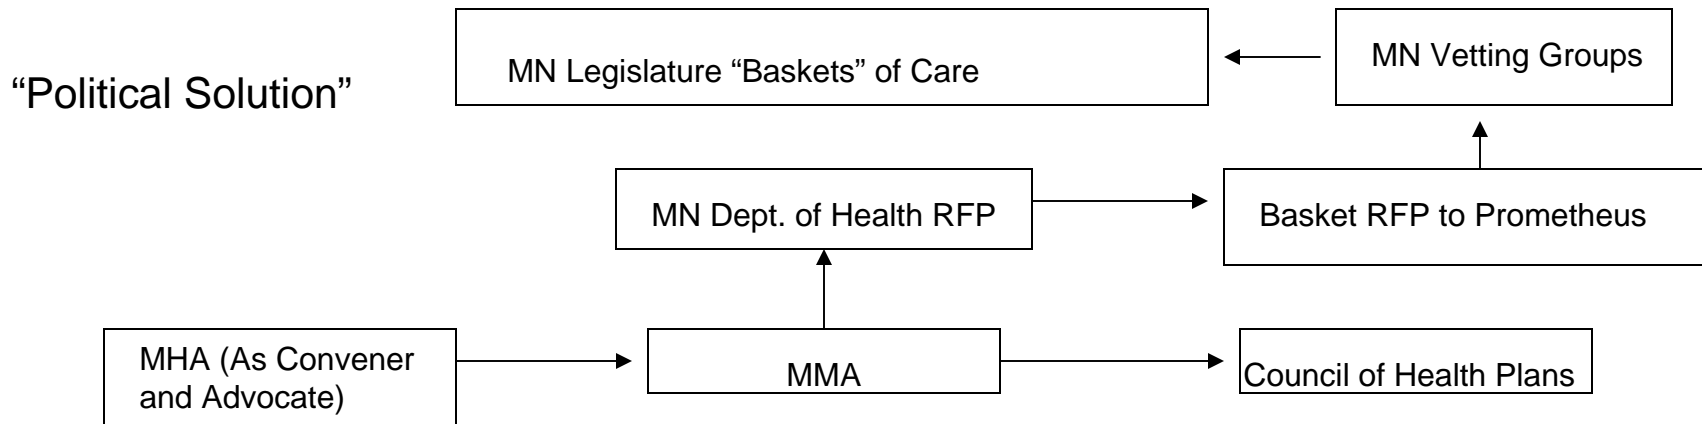 “Political Solution”
MN Legislature “Baskets” of Care
MN Vetting Groups
MN Dept. of Health RFP
Basket RFP to Prometheus
MHA (As Convener
and Advocate)
MMA
Council of Health Plans